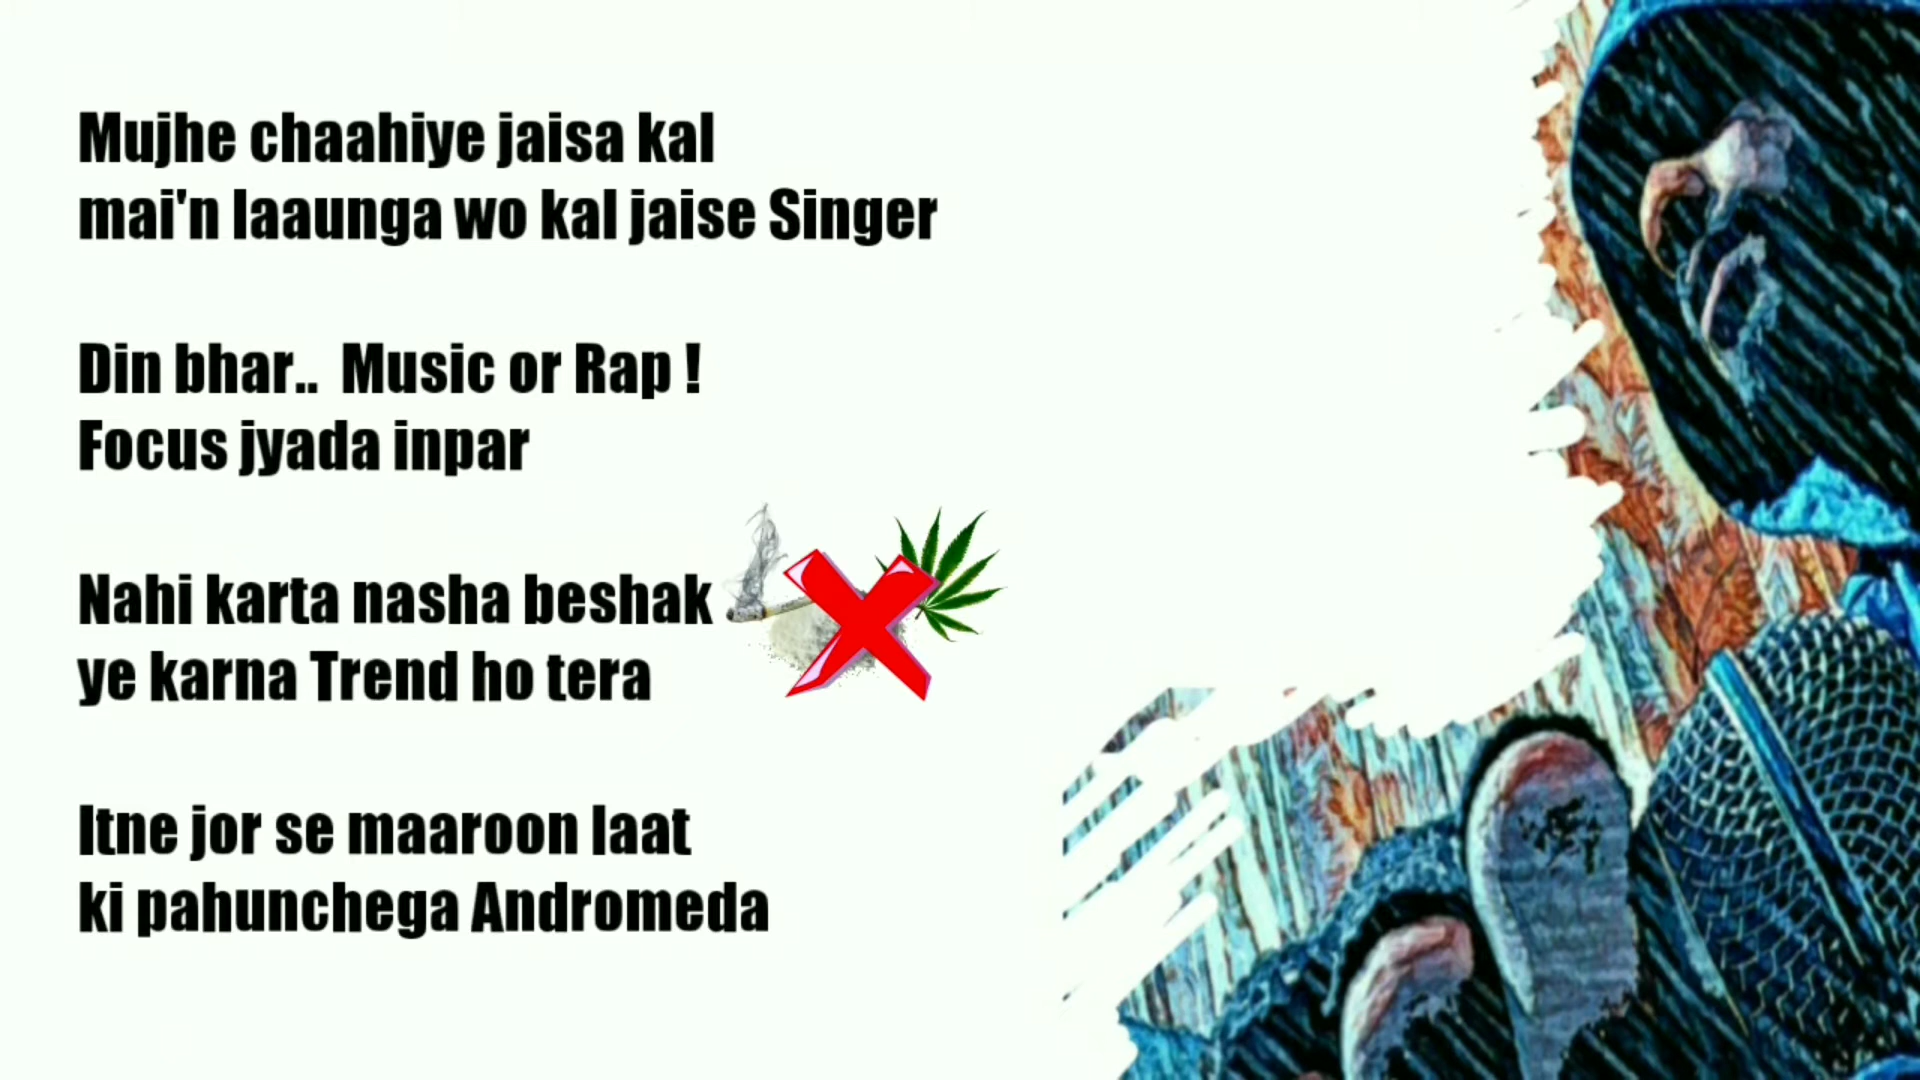 Mujhe chaahiye jaisa kal
mai'n laaunga wo kal jaise Singer
Din bhar.. Music or Rap !
Focus jyada inpar
Nahi karta nasha beshak
ye karna Trend ho tera
Itne jor se maaroon laat
ki pahunchega Andromeda